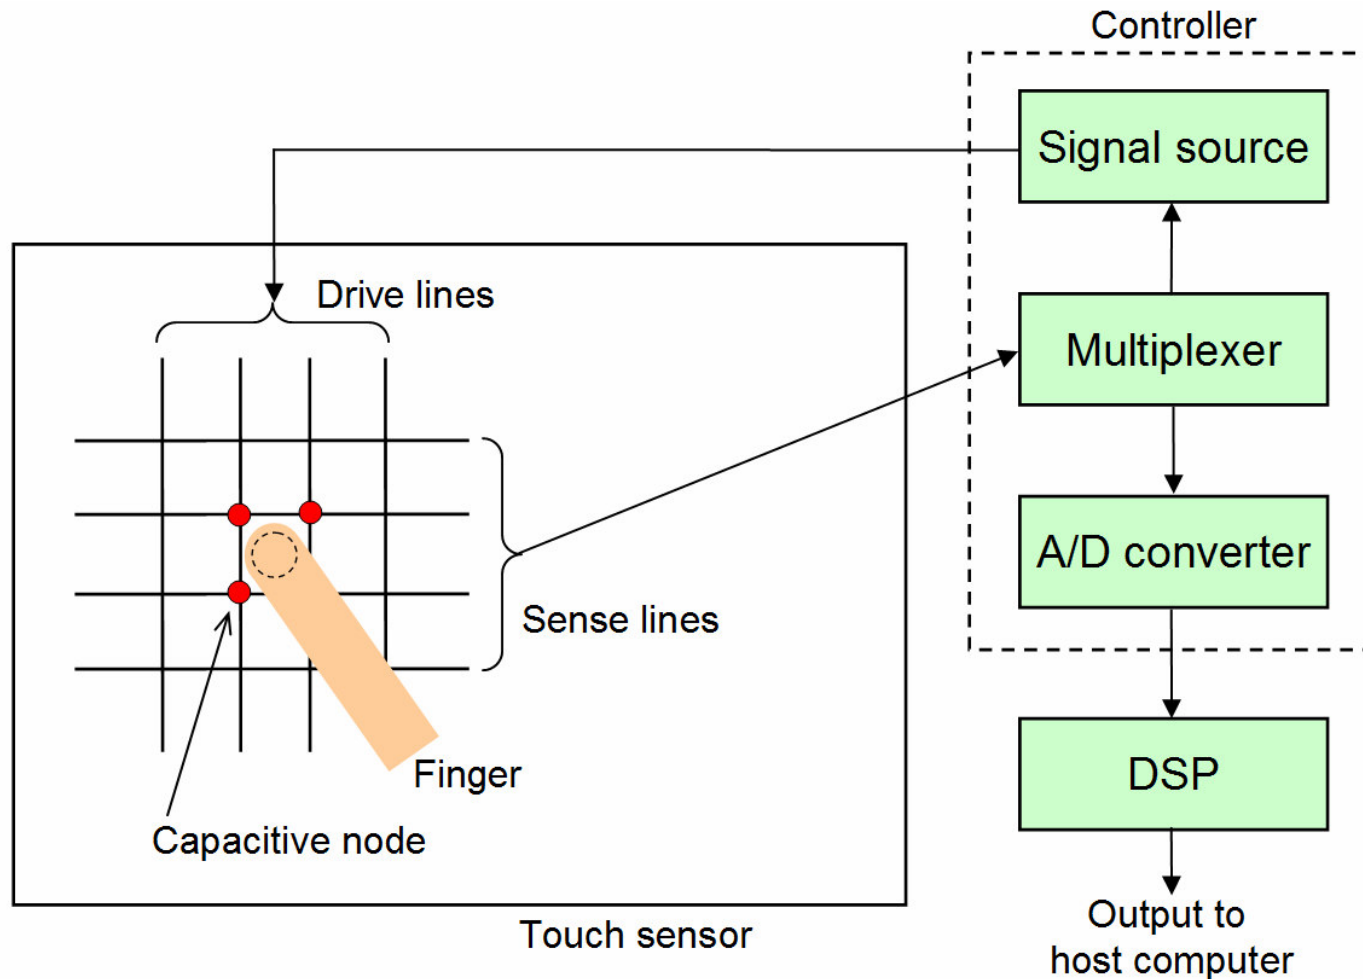 Controller
Signal source
Drive lines
Multiplexer
A/D converter
Sense lines
DSP
Finger
Capacitive node
Touch sensor
Output to
host computer